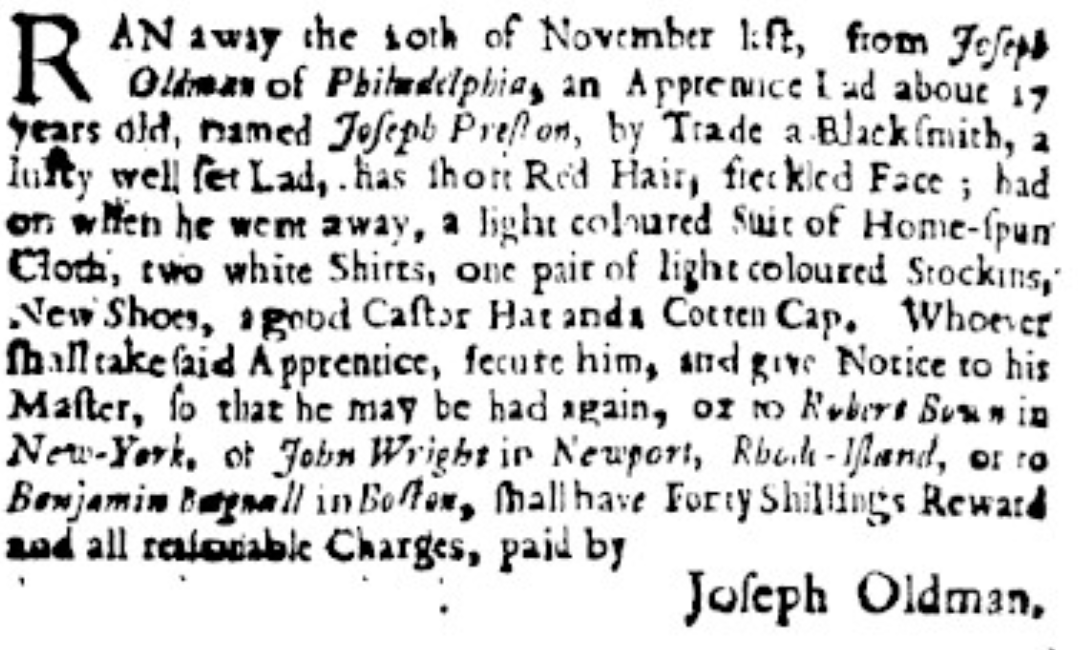 RAN away the 10th of November last, from Joſeph
Oldman of Philadelphia, an Apprentice Lad about 17
years old, named Joſeph Preſton, by Trade a Blackſmith, a
luſty well ſet Lad, has ſhort Red Hair, freckled Face ; had
on when he went away, a light coloured Suit of Home-ſpun
Cloth, two white Shirts, one pair of light coloured Stockins,
New Shoes, a good Caſtor Hat and a Cotten Cap. Whoever
ſhall take ſaid Apprentice, ſecure him, and give Notice to his
Maſter, ſo that he may be had again, or to Robert Boun in
New-York, or John Wright in Newport, Rhode-Iſland, or to
Benjamin Bagnall in Boſton, ſhall have Forty Shillings Reward
and all reaſonable Charges, paid by
Joſeph Oldman.